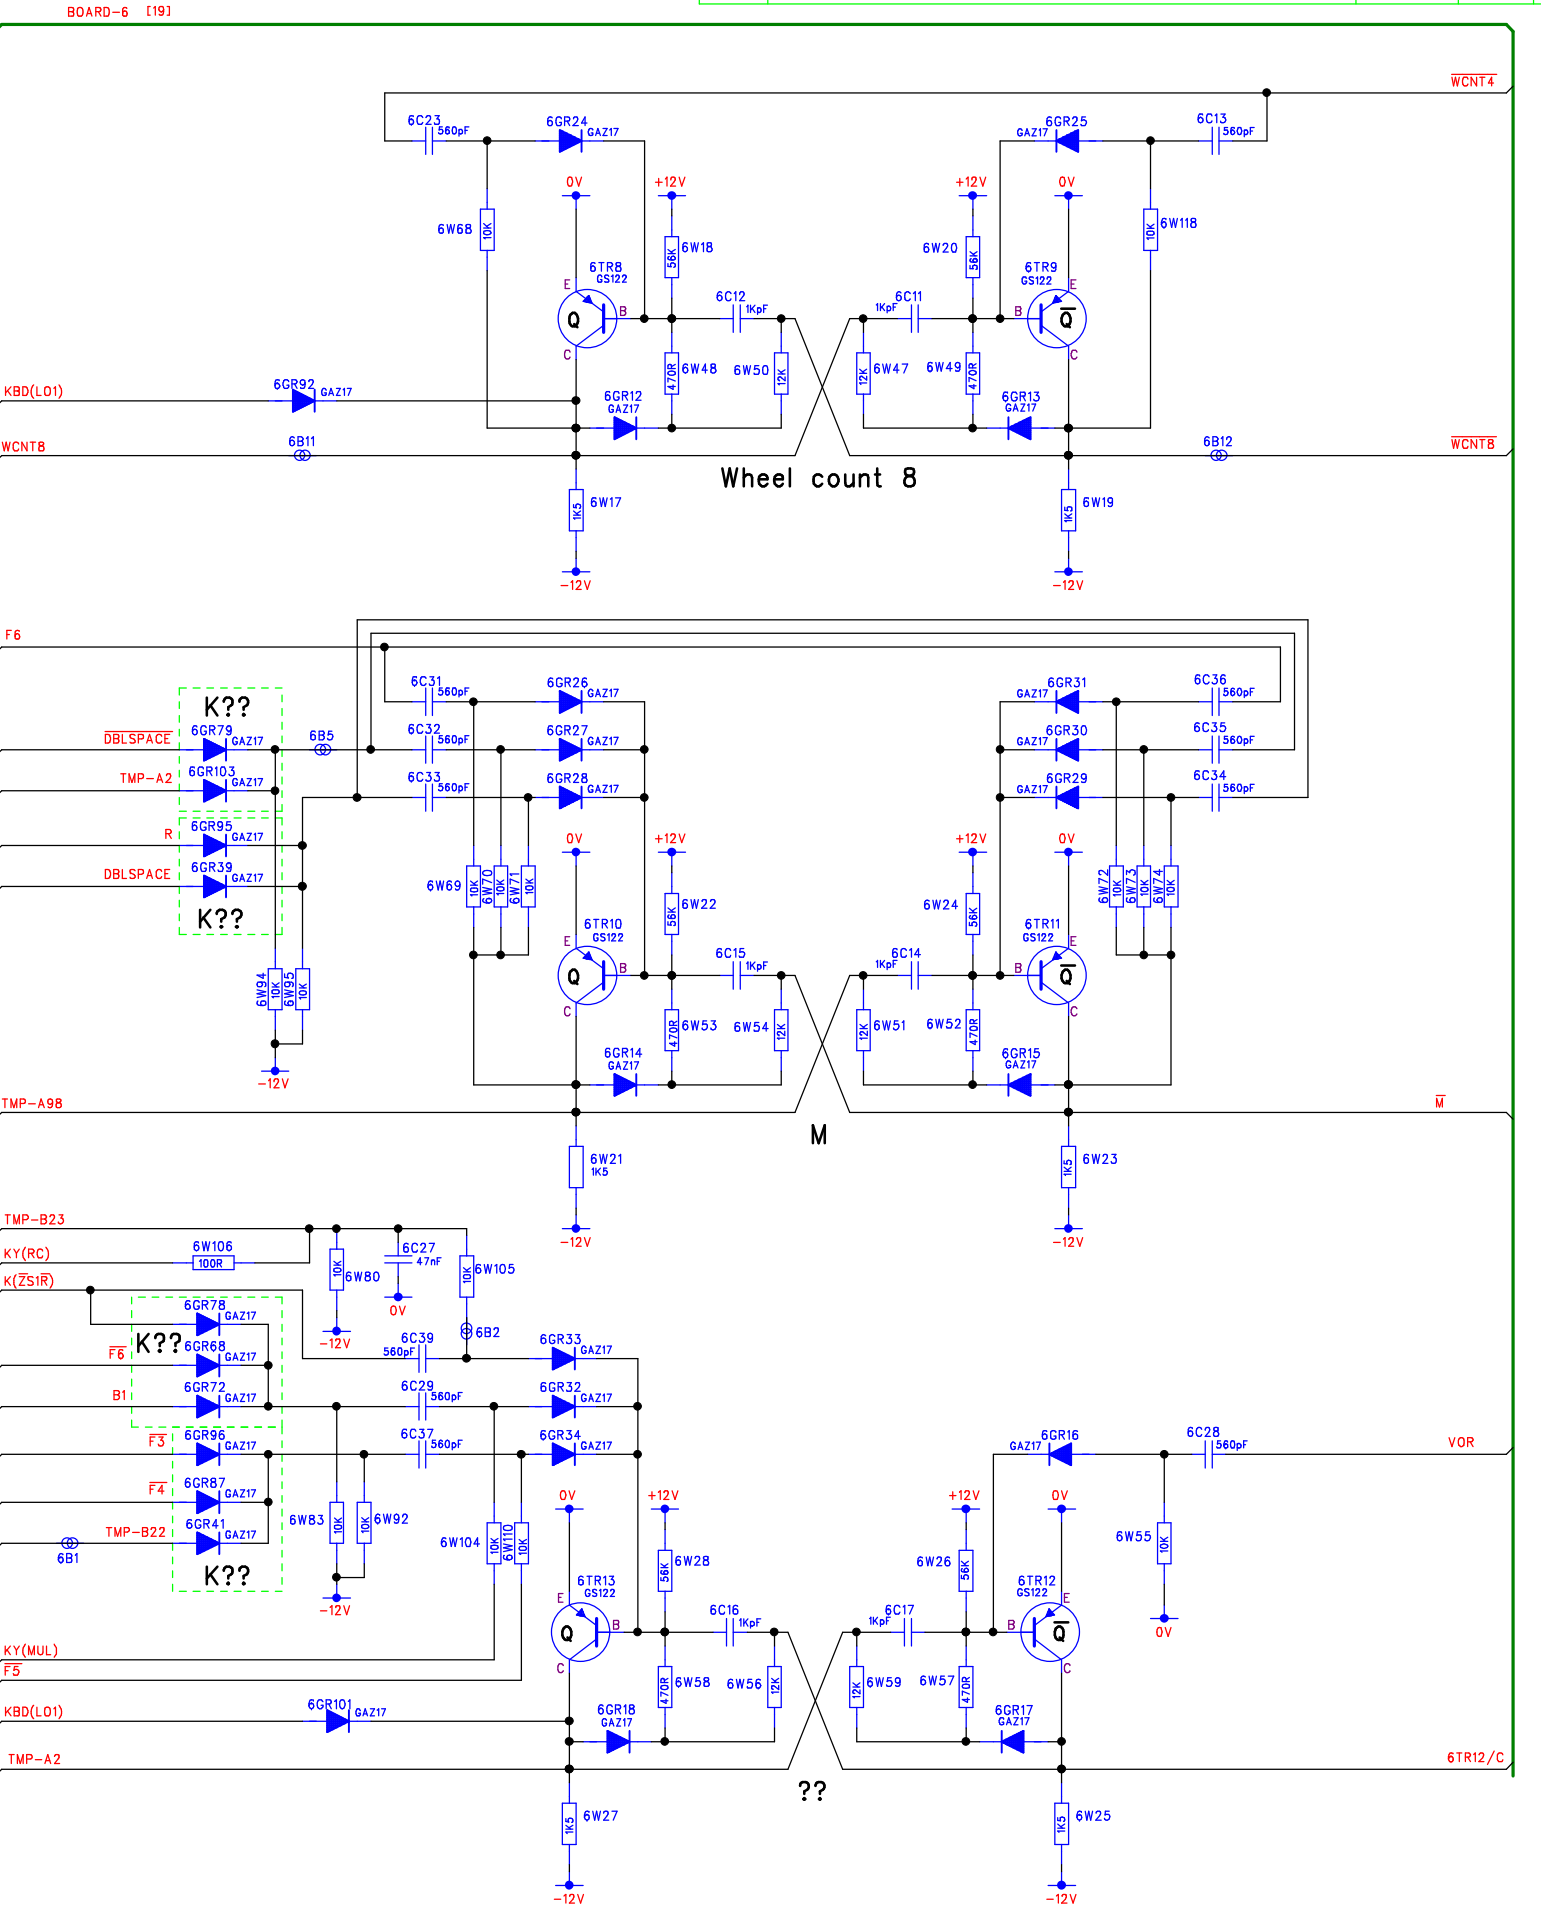 BOARD-6 [19]
WCNT4
6C23 560pF 6GR24 GAZ17 6GR25 GAZ17 6C13 560pF
0V +12V +12V 0V
6W68 10K 6W18 56K 6W20 56K 10K 6W118
6TR8 GS122 6TR9 GS122
E 6C12 1KpF 1KpF 6C11 E
Q B B Q
C C
6W48 470R 6W50 12K 12K 6W47 6W49 470R
KBD(L01) 6GR92 GAZ17 6GR12 GAZ17 6GR13 GAZ17
WCNT8 6B11 6B12 WCNT8
Wheel count 8
1K5 6W17 1K5 6W19
-12V -12V
F6
K??
6C31 560pF 6GR26 GAZ17 GAZ17 6GR31 6C36 560pF
DBLSPACE 6GR79 GAZ17 6B5 6C32 560pF 6GR27 GAZ17 GAZ17 6GR30 6C35 560pF
TMP-A2 6GR103 GAZ17 6C33 560pF 6GR28 GAZ17 GAZ17 6GR29 6C34 560pF
R 6GR95 GAZ17 0V +12V +12V 0V
DBLSPACE 6GR39 GAZ17 6W69 10K 6W70 10K 6W71 10K 6W72 10K 6W73 10K 6W74 10K
K??
56K 6W22 6W24 56K
6TR10 GS122 6TR11 GS122
6W94 10K 6W95 10K E 6C15 1KpF 1KpF 6C14 E
Q B B Q
C C
470R 6W53 6W54 12K 12K 6W51 6W52 470R
-12V 6GR14 GAZ17 6GR15 GAZ17
TMP-A98 M
M
6W21 1K5 1K5 6W23
-12V -12V
TMP-B23
KY(RC) 6W106 100R 10K 6W80 6C27 47nF 10K 6W105
K(ZS1R) 0V
6GR78 GAZ17 -12V 6B2
K??
F6 6GR68 GAZ17 6C39 560pF 6GR33 GAZ17
B1 6GR72 GAZ17 6C29 560pF 6GR32 GAZ17
F3 6GR96 GAZ17 6C37 560pF 6GR34 GAZ17 GAZ17 6GR16 6C28 560pF VOR
F4 6GR87 GAZ17 0V +12V +12V 0V
TMP-B22 6B1 6GR41 GAZ17 6W83 10K 10K 6W92 6W104 10K 6W110 10K 56K 6W28 6W26 56K 6W55 10K
K??
-12V 6TR13 GS122 6TR12 GS122
E 6C16 1KpF 1KpF 6C17 E
Q B B Q 0V
KY(MUL) C C
F5 470R 6W58 6W56 12K 12K 6W59 6W57 470R
KBD(L01) 6GR101 GAZ17 6GR18 GAZ17 6GR17 GAZ17
TMP-A2 6TR12/C
??
1K5 6W27 1K5 6W25
-12V -12V